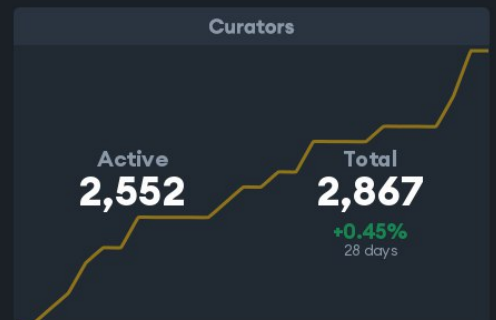 Curators
Active
2,552
Total
2,867
+0.45%
28 days